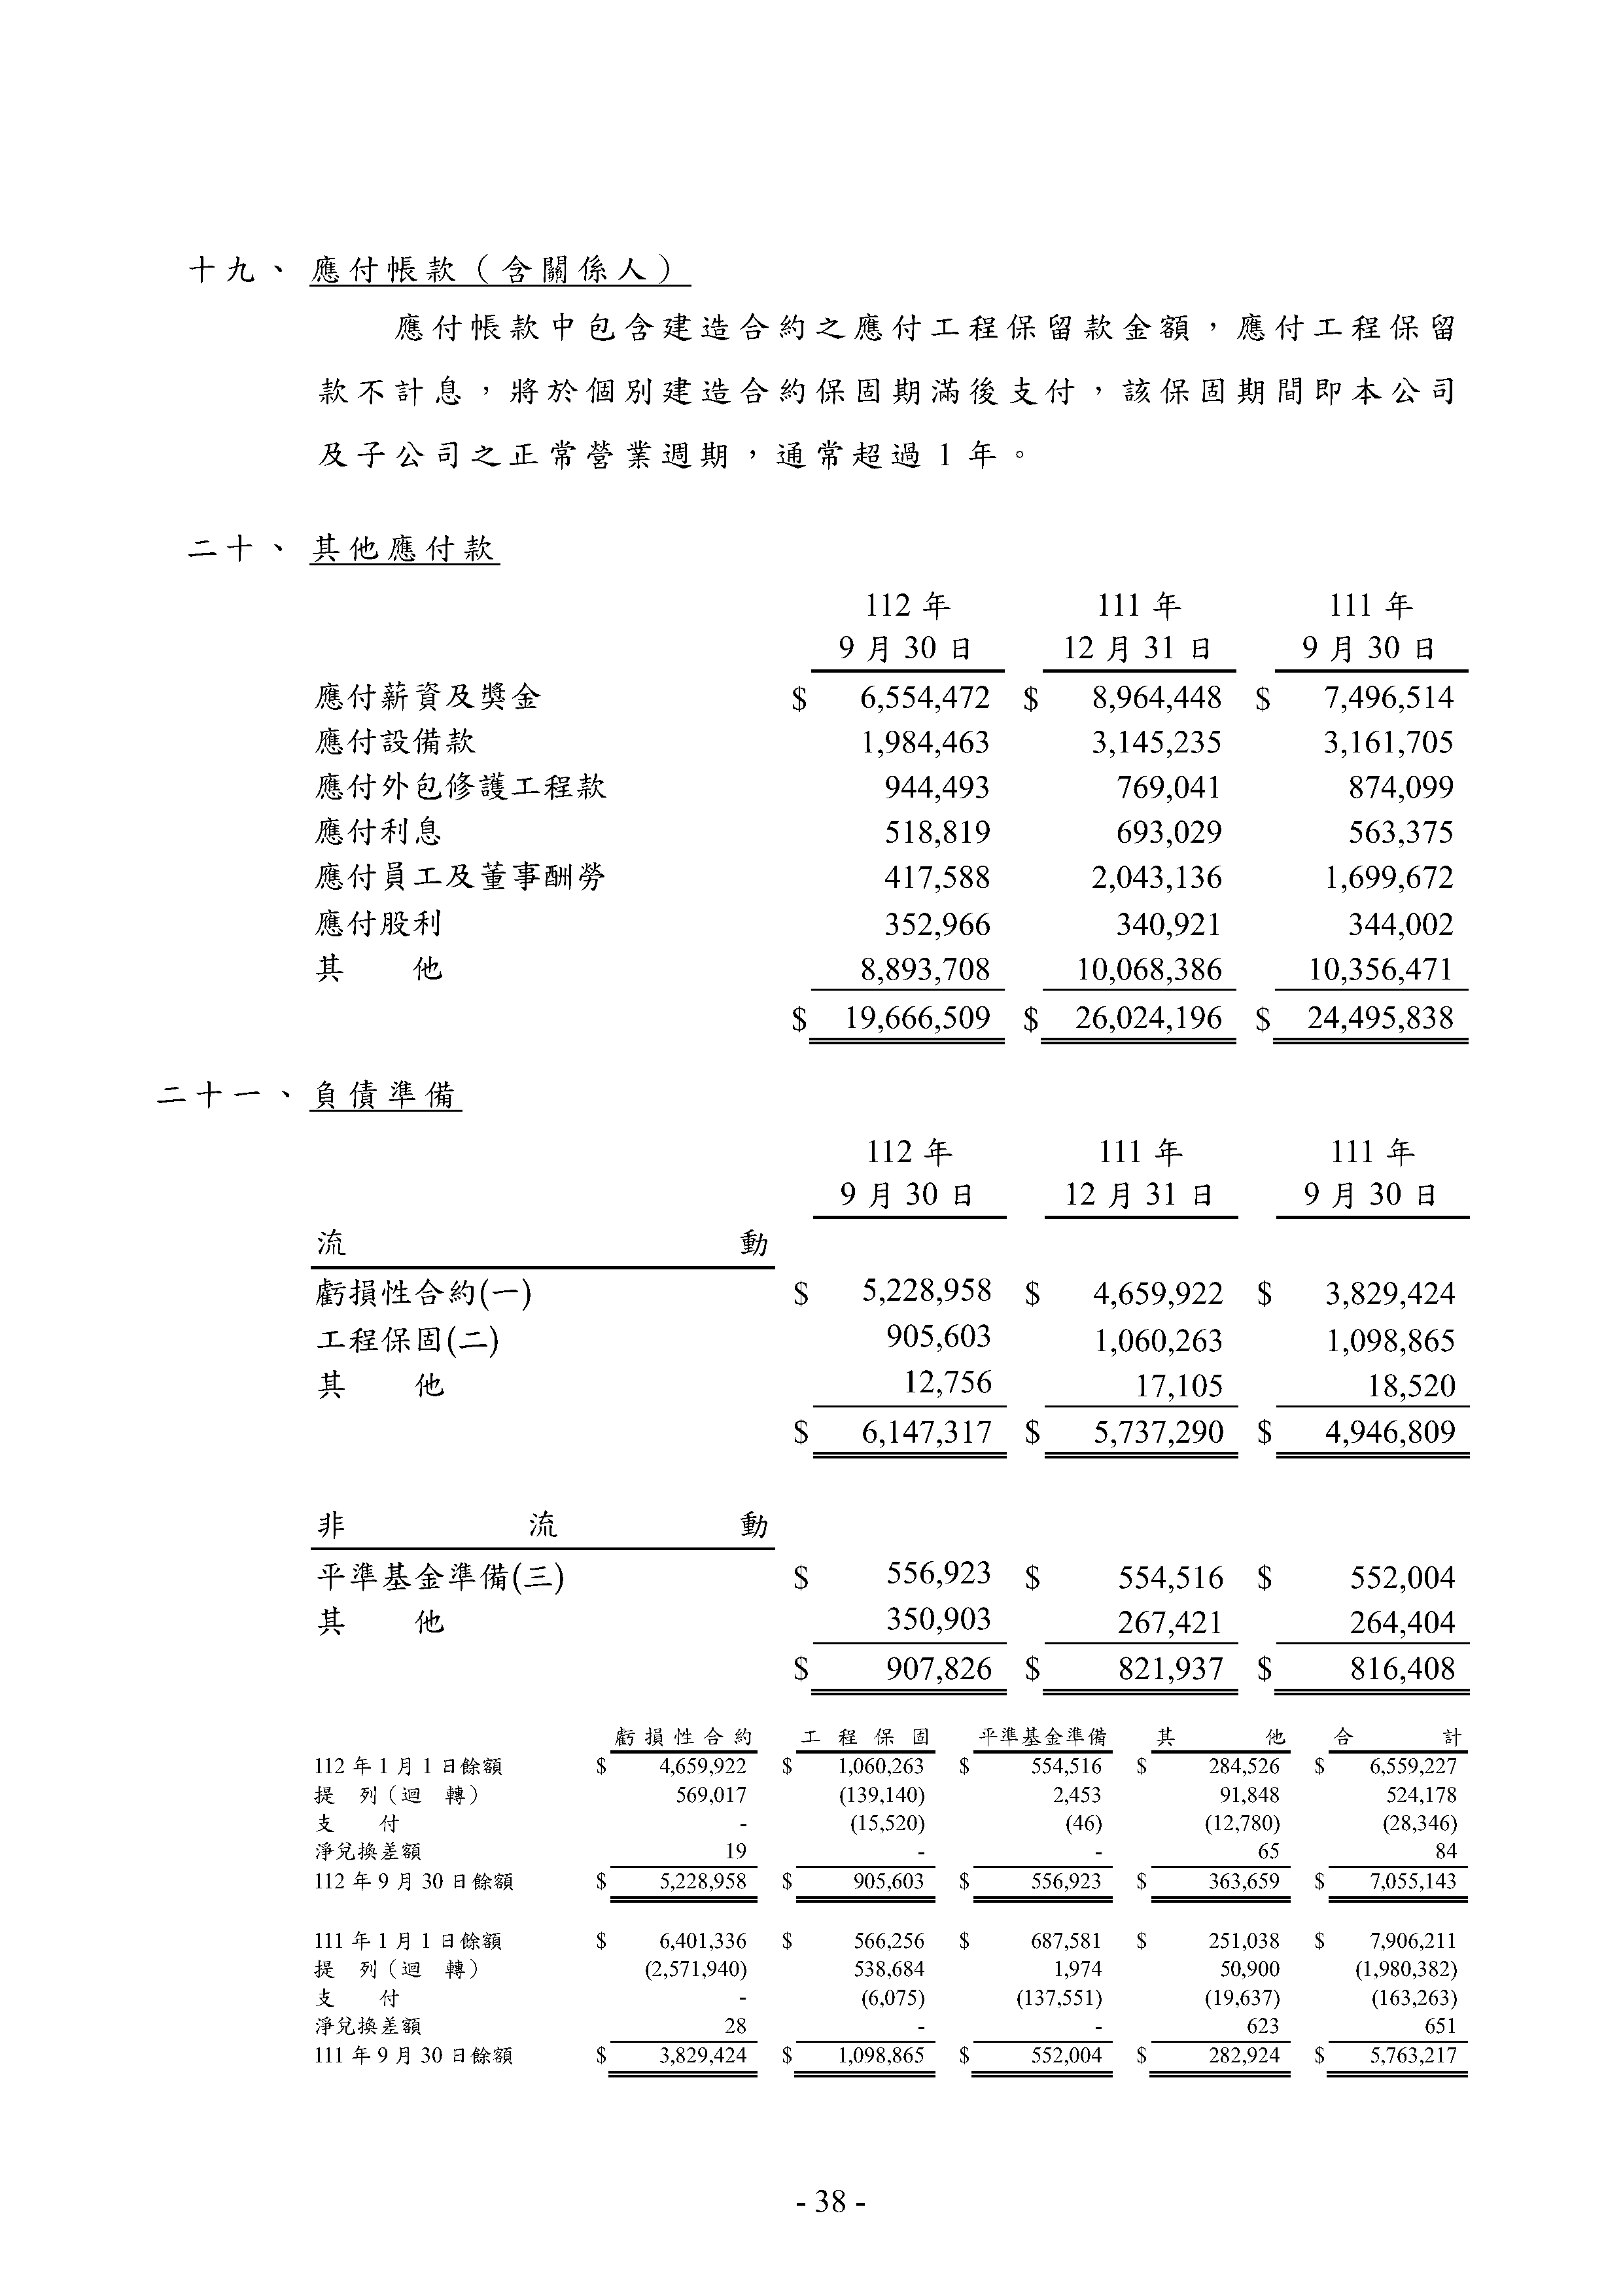 十九、應付帳款（含關係人）
應付帳款中包含建造合約之應付工程保留款金額，應付工程保留
款不計息，將於個別建造合約保固期滿後支付，該保固期間即本公司
及子公司之正常營業週期，通常超過 1 年。
二十、其他應付款
112 年 111 年 111 年
9 月 30 日 12 月 31 日 9 月 30 日
應付薪資及獎金 $ 6,554,472 $ 8,964,448 $ 7,496,514
應付設備款 1,984,463 3,145,235 3,161,705
應付外包修護工程款 944,493 769,041 874,099
應付利息 518,819 693,029 563,375
應付員工及董事酬勞 417,588 2,043,136 1,699,672
應付股利 352,966 340,921 344,002
其 他 8,893,708 10,068,386 10,356,471
$ 19,666,509 $ 26,024,196 $ 24,495,838
二十一、負債準備
112 年 111 年 111 年
9 月 30 日 12 月 31 日 9 月 30 日
流 動
虧損性合約(一) $ 5,228,958 $ 4,659,922 $ 3,829,424
工程保固(二) 905,603 1,060,263 1,098,865
其 他 12,756 17,105 18,520
$ 6,147,317 $ 5,737,290 $ 4,946,809
非 流 動
平準基金準備(三) $ 556,923 $ 554,516 $ 552,004
其 他 350,903 267,421 264,404
$ 907,826 $ 821,937 $ 816,408
虧損性合約 工程保固 平準基金準備 其 他 合 計
112 年 1 月 1 日餘額 $ 4,659,922 $ 1,060,263 $ 554,516 $ 284,526 $ 6,559,227
提 列（迴 轉） 569,017 (139,140) 2,453 91,848 524,178
支 付 - (15,520) (46) (12,780) (28,346)
淨兌換差額 19 - - 65 84
112 年 9 月 30 日餘額 $ 5,228,958 $ 905,603 $ 556,923 $ 363,659 $ 7,055,143
111 年 1 月 1 日餘額 $ 6,401,336 $ 566,256 $ 687,581 $ 251,038 $ 7,906,211
提 列（迴 轉） (2,571,940) 538,684 1,974 50,900 (1,980,382)
支 付 - (6,075) (137,551) (19,637) (163,263)
淨兌換差額 28 - - 623 651
111 年 9 月 30 日餘額 $ 3,829,424 $ 1,098,865 $ 552,004 $ 282,924 $ 5,763,217
- 38 -